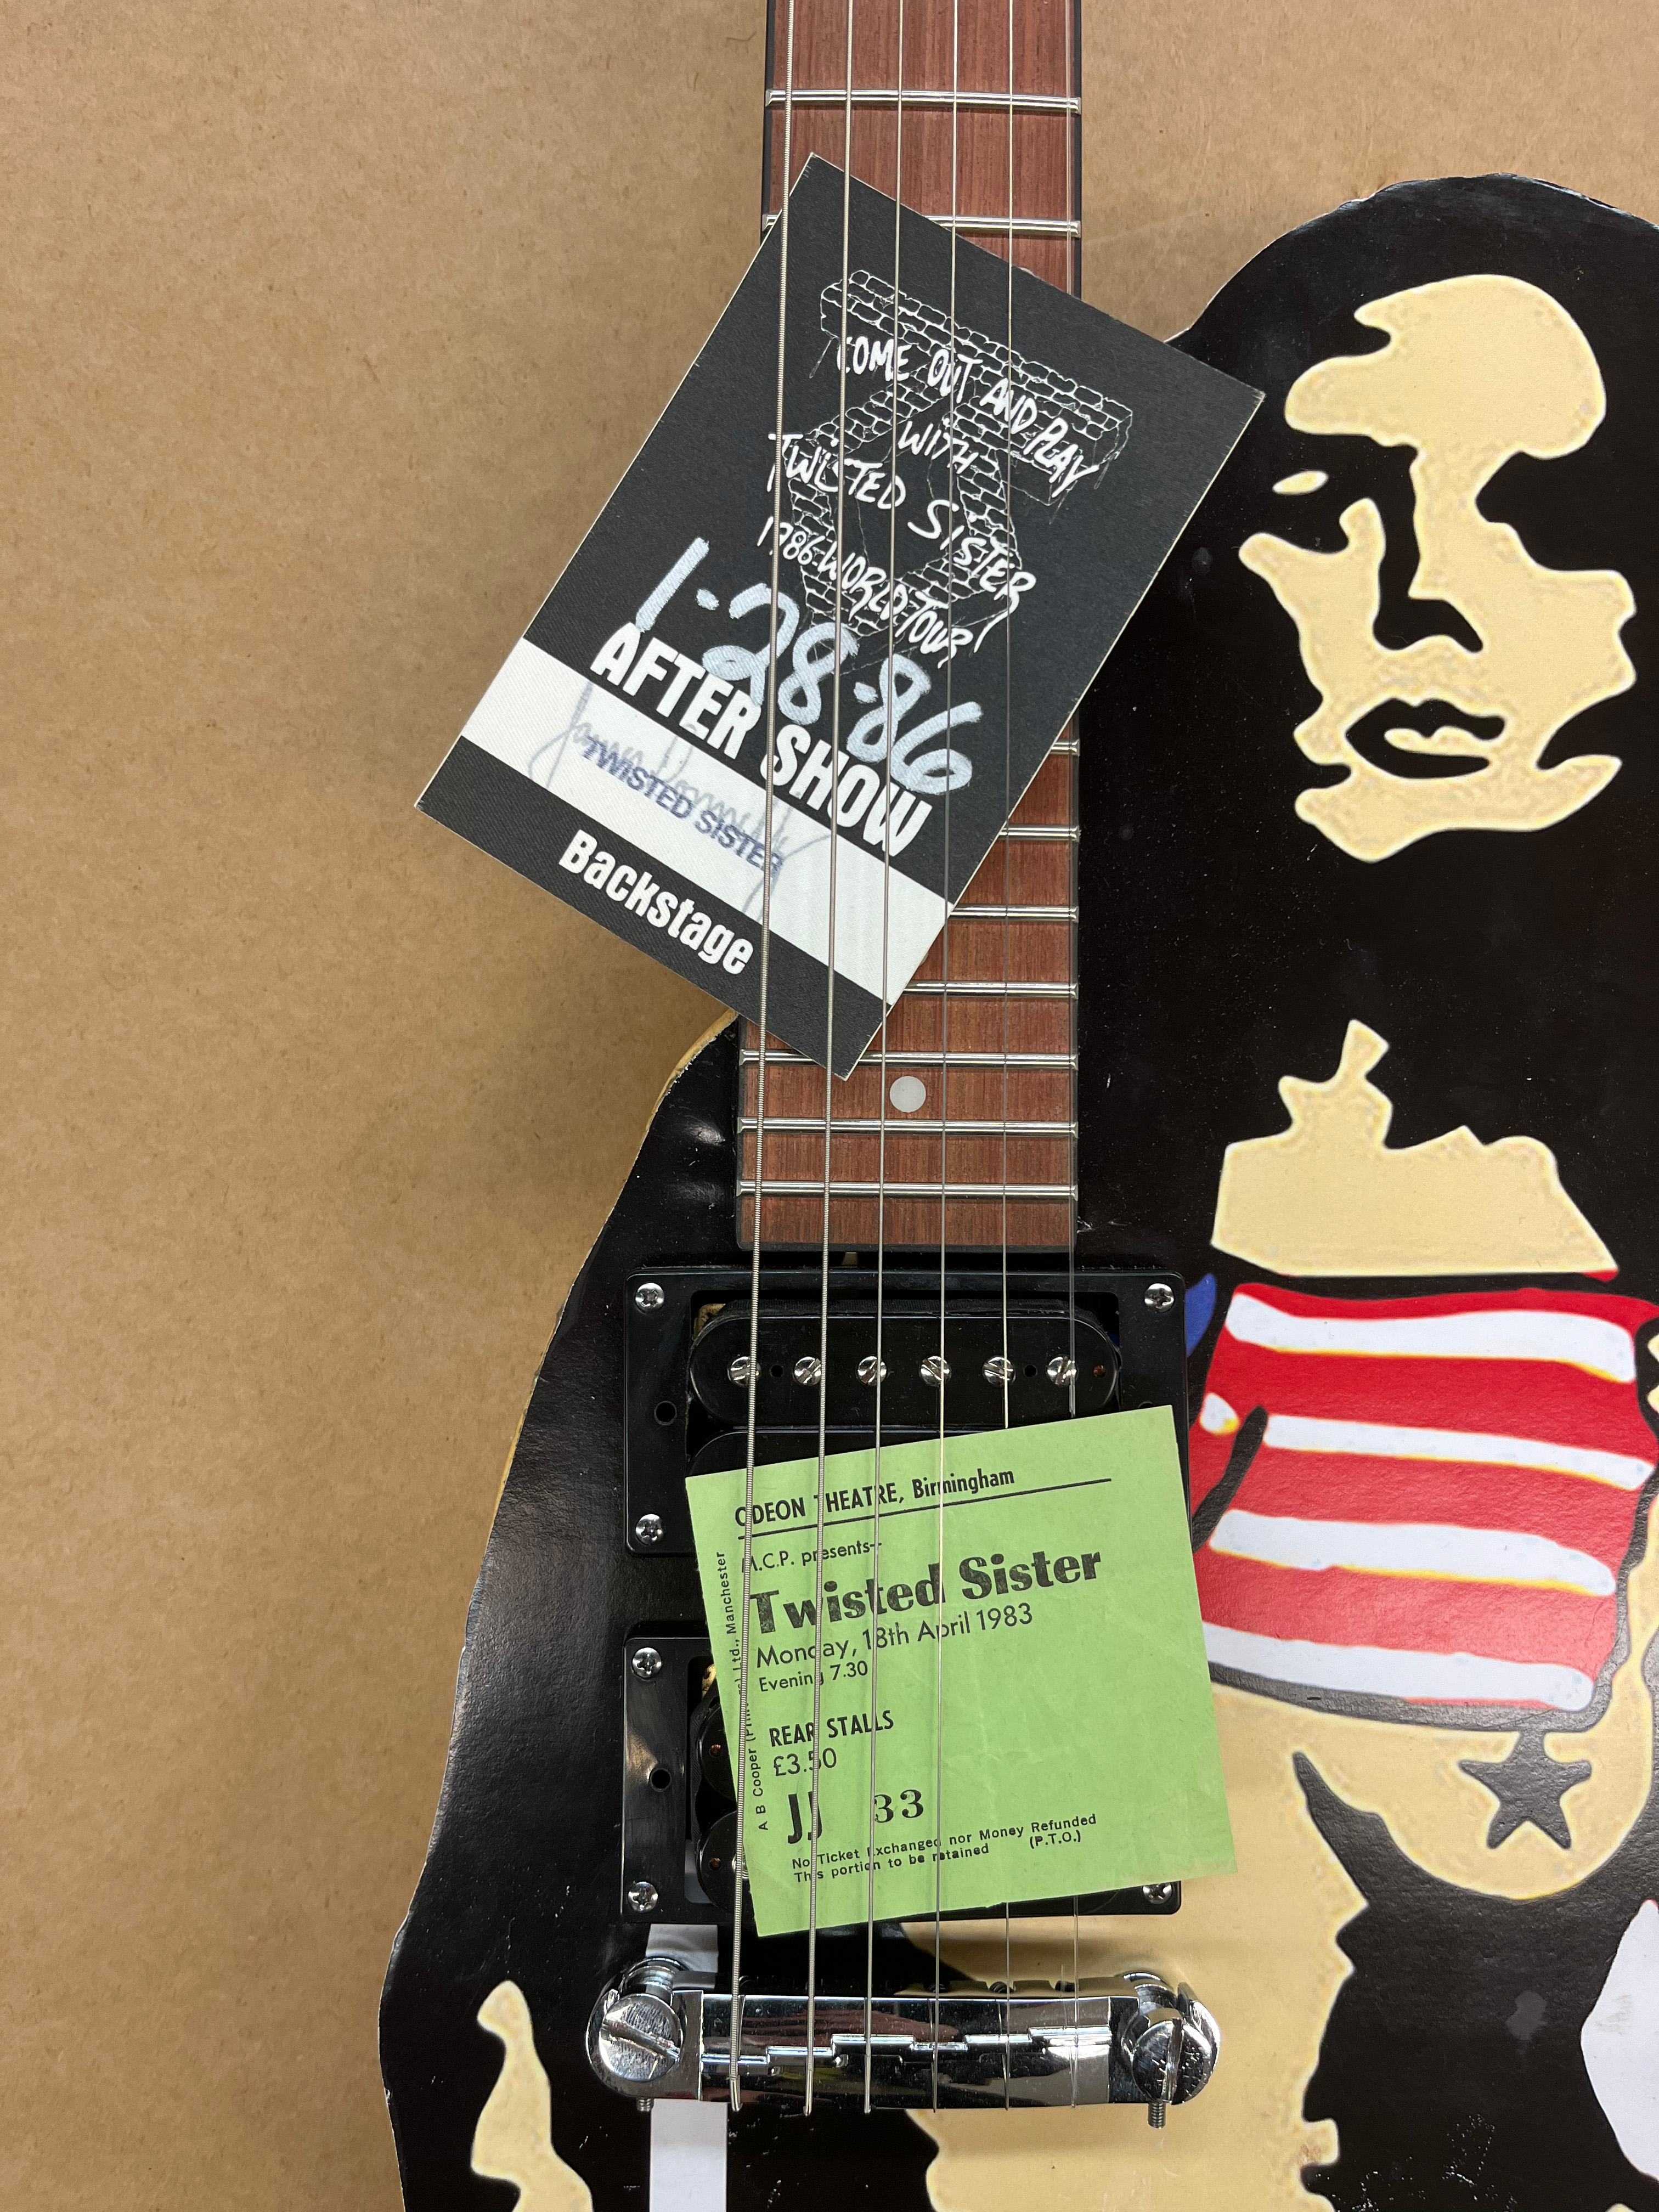 COME OUT AND PLAY
WITH
TWISTED SISTER
1986 WORLD TOUR!
1-28-86
AFTER SHOW
TWISTED SISTER
Backstage
ODEON THEATRE, Birmingham
M.C.P. presents—
Twisted Sister
Monday, 18th April 1983
Evening 7.30
REAR STALLS
£3.50
JJ 33
No Ticket Exchanged nor Money Refunded
This portion to be retained (P.T.O.)
A B Cooper Ltd., Manchester